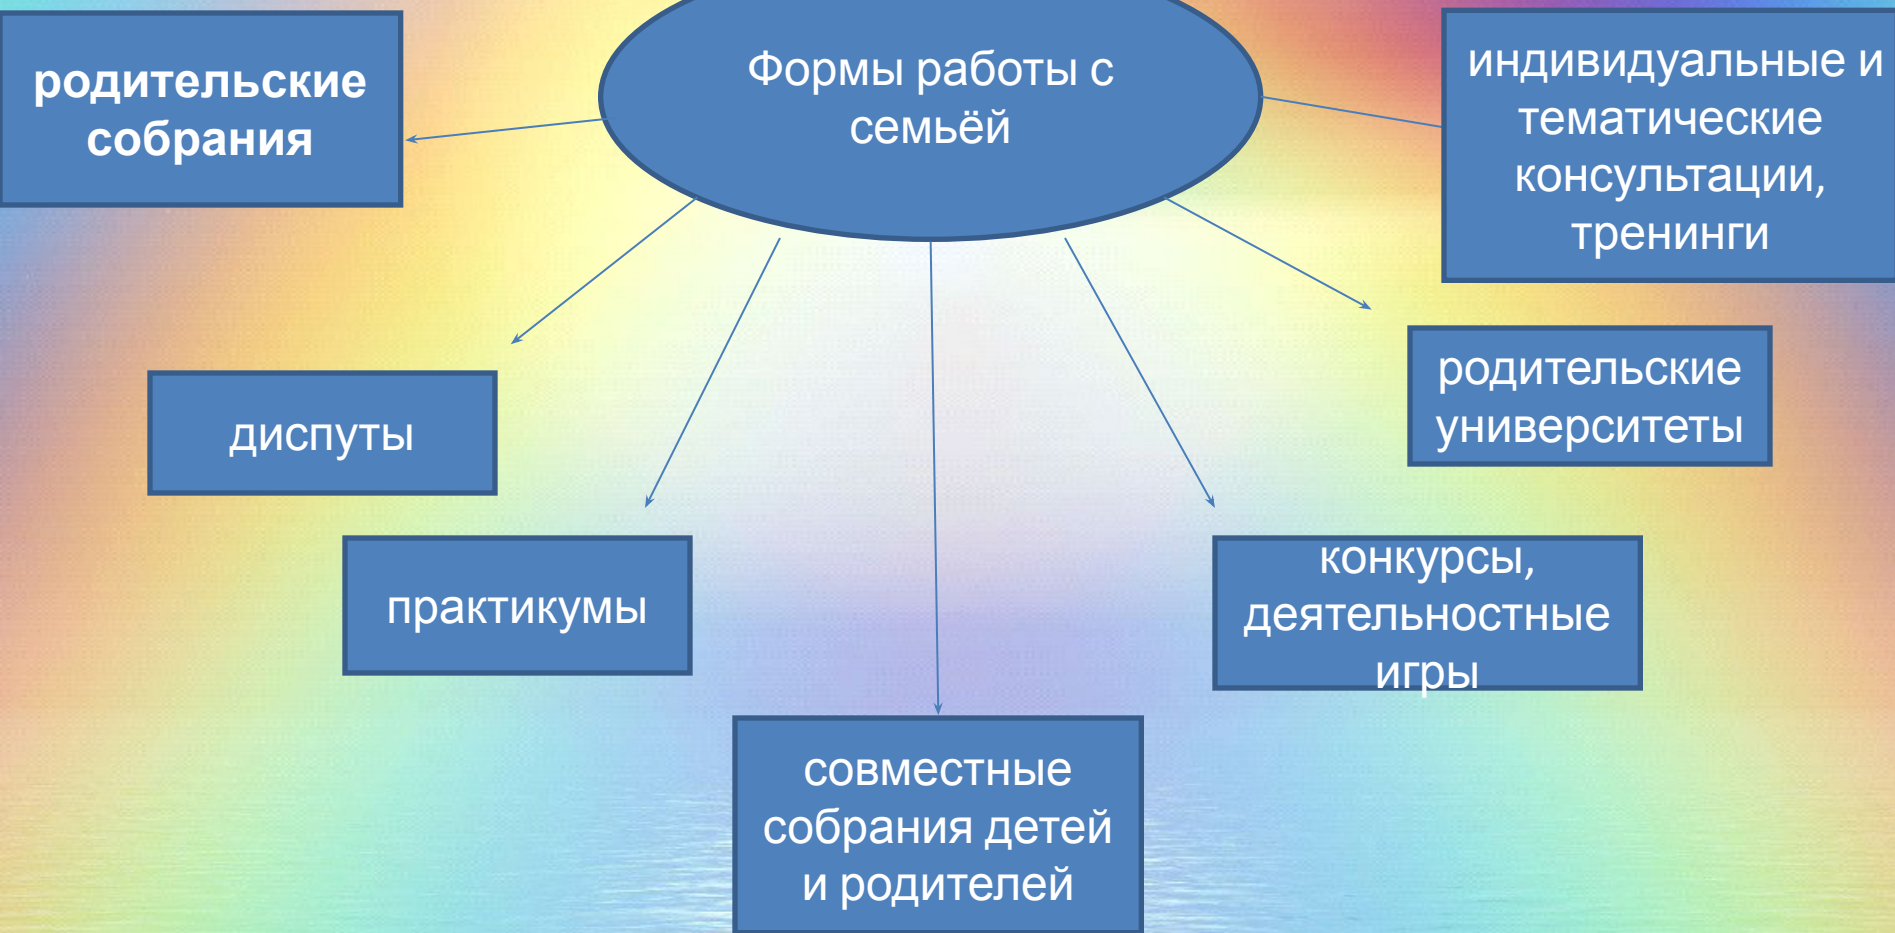 Формы работы с
семьёй
родительские
собрания
индивидуальные и
тематические
консультации,
тренинги
диспуты
родительские
университеты
практикумы
конкурсы,
деятельностные
игры
совместные
собрания детей
и родителей